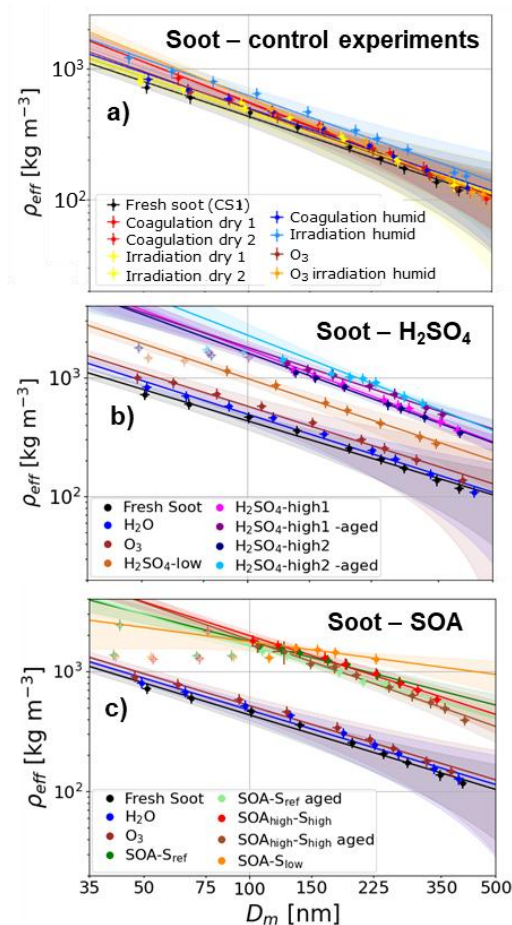 Soot – control experiments
10³
10²
ρeff [kg m⁻³]
a)
Fresh soot (CS1)
Coagulation dry 1
Coagulation dry 2
Irradiation dry 1
Irradiation dry 2
Coagulation humid
Irradiation humid
O₃
O₃ irradiation humid
Soot – H₂SO₄
10³
10²
ρeff [kg m⁻³]
b)
Fresh Soot
H₂O
O₃
H₂SO₄-low
H₂SO₄-high1
H₂SO₄-high1 -aged
H₂SO₄-high2
H₂SO₄-high2 -aged
Soot – SOA
10³
10²
ρeff [kg m⁻³]
c)
Fresh Soot
H₂O
O₃
SOA-Sref
SOA-Sref aged
SOAhigh-Shigh
SOAhigh-Shigh aged
SOA-Slow
35 50 75 100 150 225 350 500
Dm [nm]